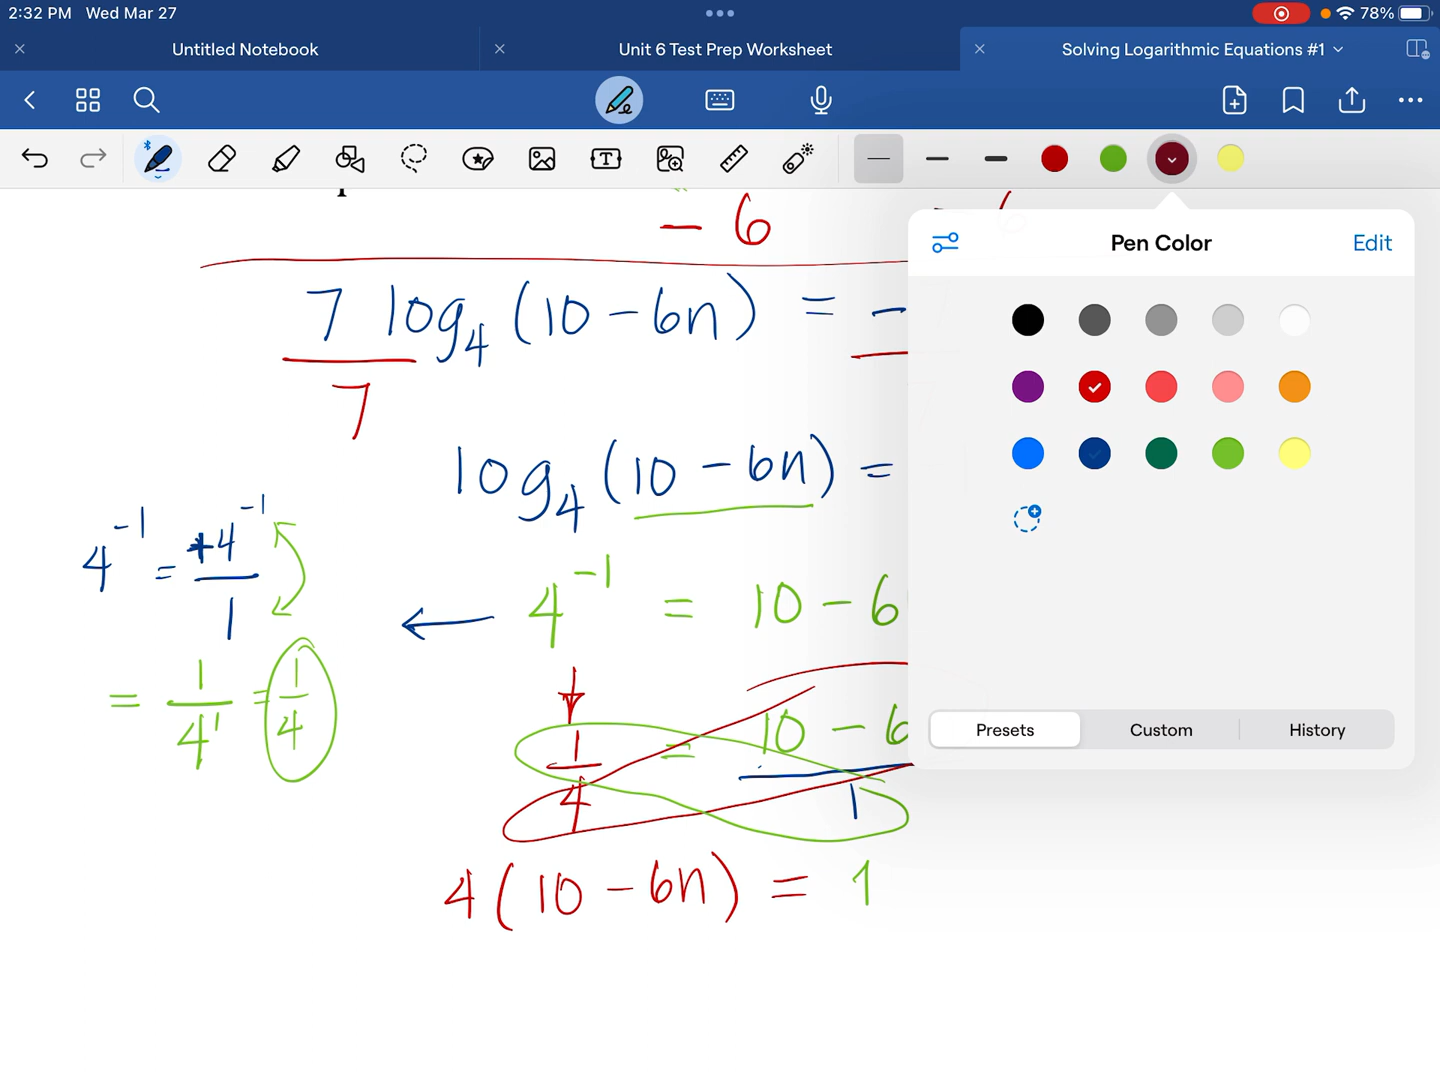 2:32 PM Wed Mar 27 78%
Untitled Notebook Unit 6 Test Prep Worksheet Solving Logarithmic Equations #1
Pen Color Edit
Presets Custom History
− 6
7 log₄ (10 − 6n) = −
7
log₄ (10 − 6n) =
4⁻¹ = 4⁻¹/1
4⁻¹ = 10 − 6
= 1/4¹ = 1/4
1/4 = 10 − 6/1
4(10 − 6n) = 1